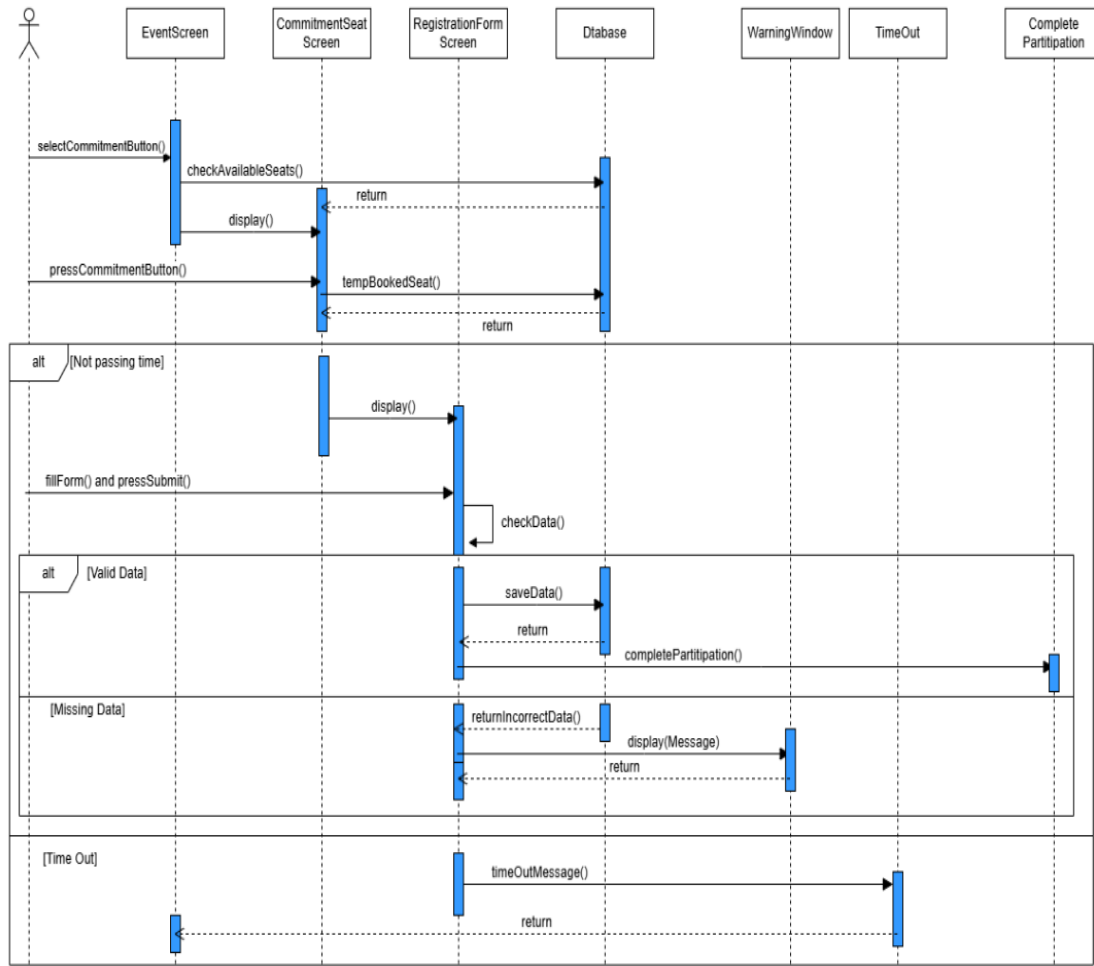 EventScreen
CommitmentSeat
Screen
RegistrationForm
Screen
Dtabase
WarningWindow
TimeOut
Complete
Partitipation
selectCommitmentButton()
checkAvailableSeats()
return
display()
pressCommitmentButton()
tempBookedSeat()
return
alt
[Not passing time]
display()
fillForm() and pressSubmit()
checkData()
alt
[Valid Data]
saveData()
return
completePartitipation()
[Missing Data]
returnIncorrectData()
display(Message)
return
[Time Out]
timeOutMessage()
return